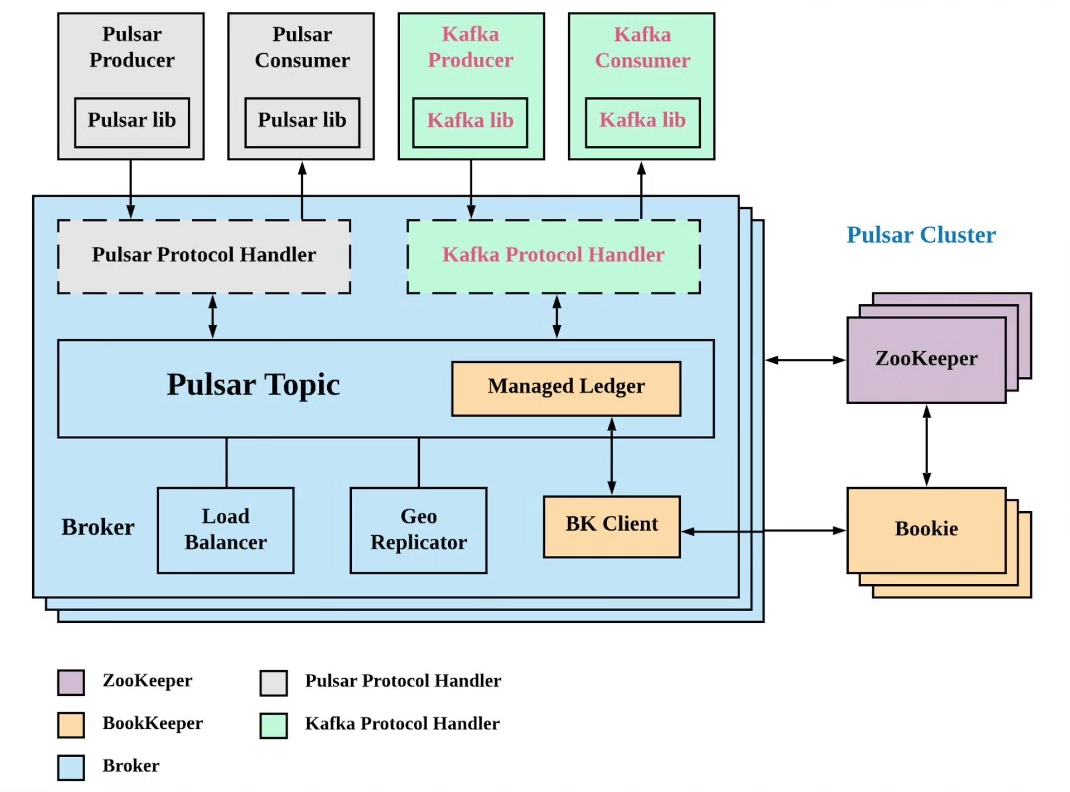 Pulsar
Producer
Pulsar lib
Pulsar
Consumer
Pulsar lib
Kafka
Producer
Kafka lib
Kafka
Consumer
Kafka lib
Pulsar Protocol Handler
Kafka Protocol Handler
Pulsar Cluster
Pulsar Topic
Managed Ledger
ZooKeeper
Broker
Load
Balancer
Geo
Replicator
BK Client
Bookie
ZooKeeper
Pulsar Protocol Handler
BookKeeper
Kafka Protocol Handler
Broker